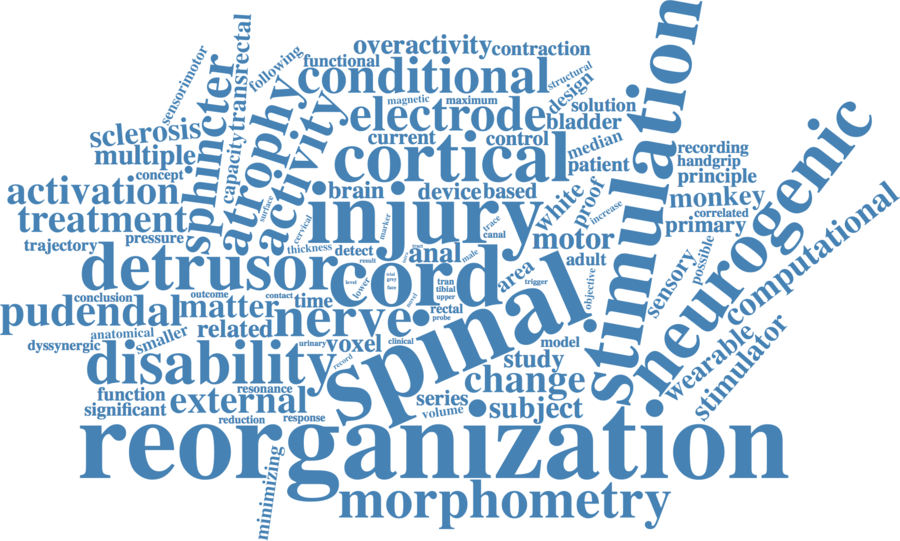 overactivity
contraction
functional
conditional
structural
following
transrectal
sensorimotor
sphincter
capacity
atrophy
activity
magnetic
maximum
design
electrode
solution
bladder
current
control
median
patient
cortical
stimulation
neurogenic
sclerosis
multiple
concept
activation
treatment
trajectory
pressure
surface
brain
device
based
white
proof
increase
recording
handgrip
principle
monkey
correlated
primary
injury
cervical
marker
trace
canal
thickness
detect
result
anal
male
motor
adult
area
trigger
objective
sensory
possible
computational
detrusor
cord
level
lower
gray
face
novel
tran
tibial
upper
rectal
probe
conclusion
outcome
contact
time
pudendal
matter
nerve
anatomical
smaller
related
dyssynergic
urinary
voxel
clinical
record
spinal
model
study
wearable
stimulator
disability
resonance
change
function
significant
external
series
volume
subject
reduction
response
reorganization
minimizing
morphometry